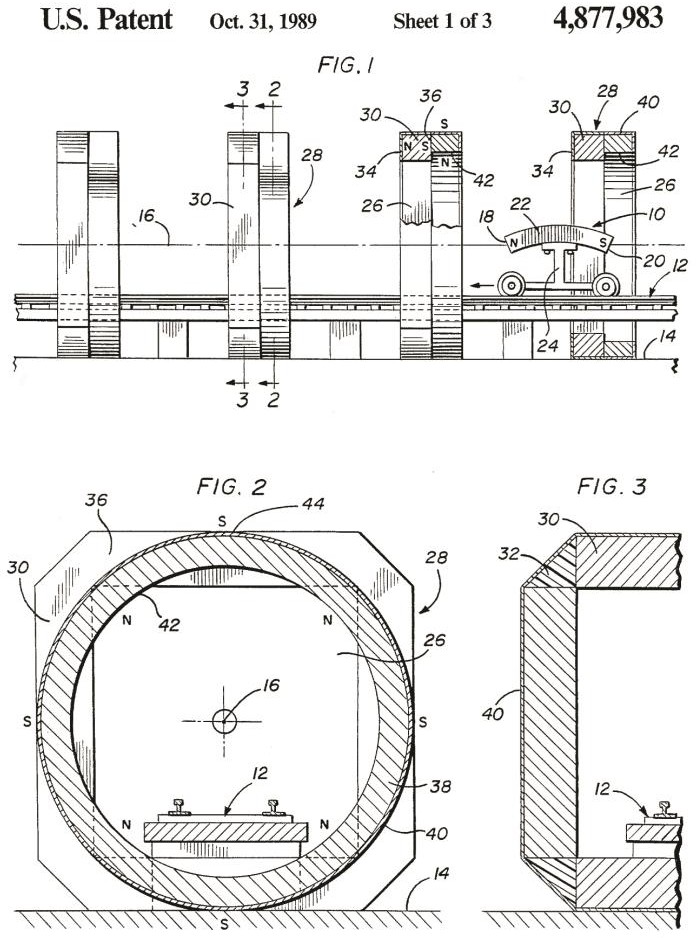 U.S. Patent Oct. 31, 1989 Sheet 1 of 3 4,877,983
FIG. 1
3 2
36 28
30 S 30 40
N S
34 N 42 34 42
28
30 26 22 26
16 18 10
N S
20 12
24 14
3 2
FIG. 2 FIG. 3
36 S 44 30
32
30 28
42
N N
26
16
S S 40
12 38 12
N N
40
14
S